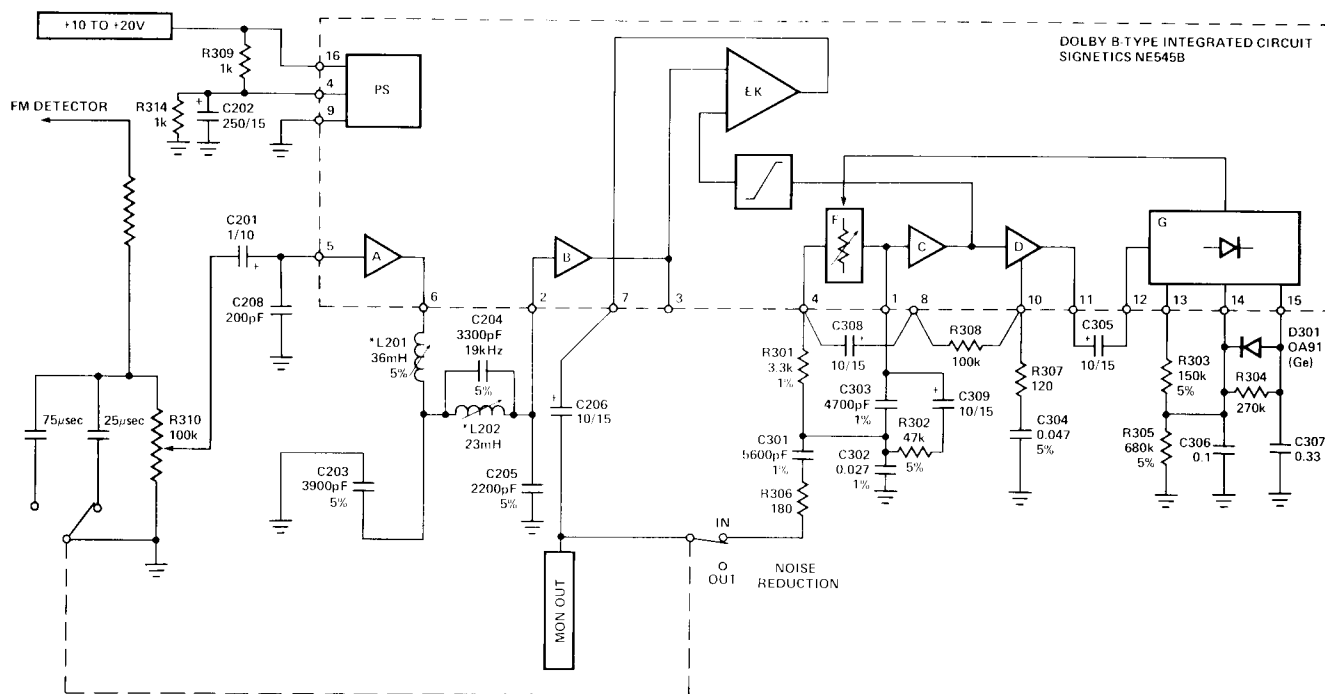 +10 TO +20V
DOLBY B-TYPE INTEGRATED CIRCUIT
SIGNETICS NE545B
R309
1k
16
4
9
PS
R314
1k
+
C202
250/15
FM DETECTOR
7
F
G
C201
1/10
+
5
A
B
C
D
C208
200pF
6
2
7
3
4
1
8
10
11
12
13
14
15
*L201
36mH
5%
C204
3300pF
19kHz
5%
*L202
23mH
C203
3900pF
5%
C205
2200pF
5%
+
C206
10/15
R301
3.3k
1%
C308
+
10/15
R308
100k
+
C305
10/15
D301
OA91
(Ge)
R303
150k
5%
R304
270k
C303
4700pF
1%
+
C309
10/15
R307
120
R302
47k
5%
C304
0.047
5%
C301
5600pF
1%
C302
0.027
1%
R305
680k
5%
C306
0.1
C307
0.33
R306
180
75µsec
25µsec
R310
100k
IN
OUT
NOISE
REDUCTION
MON OUT